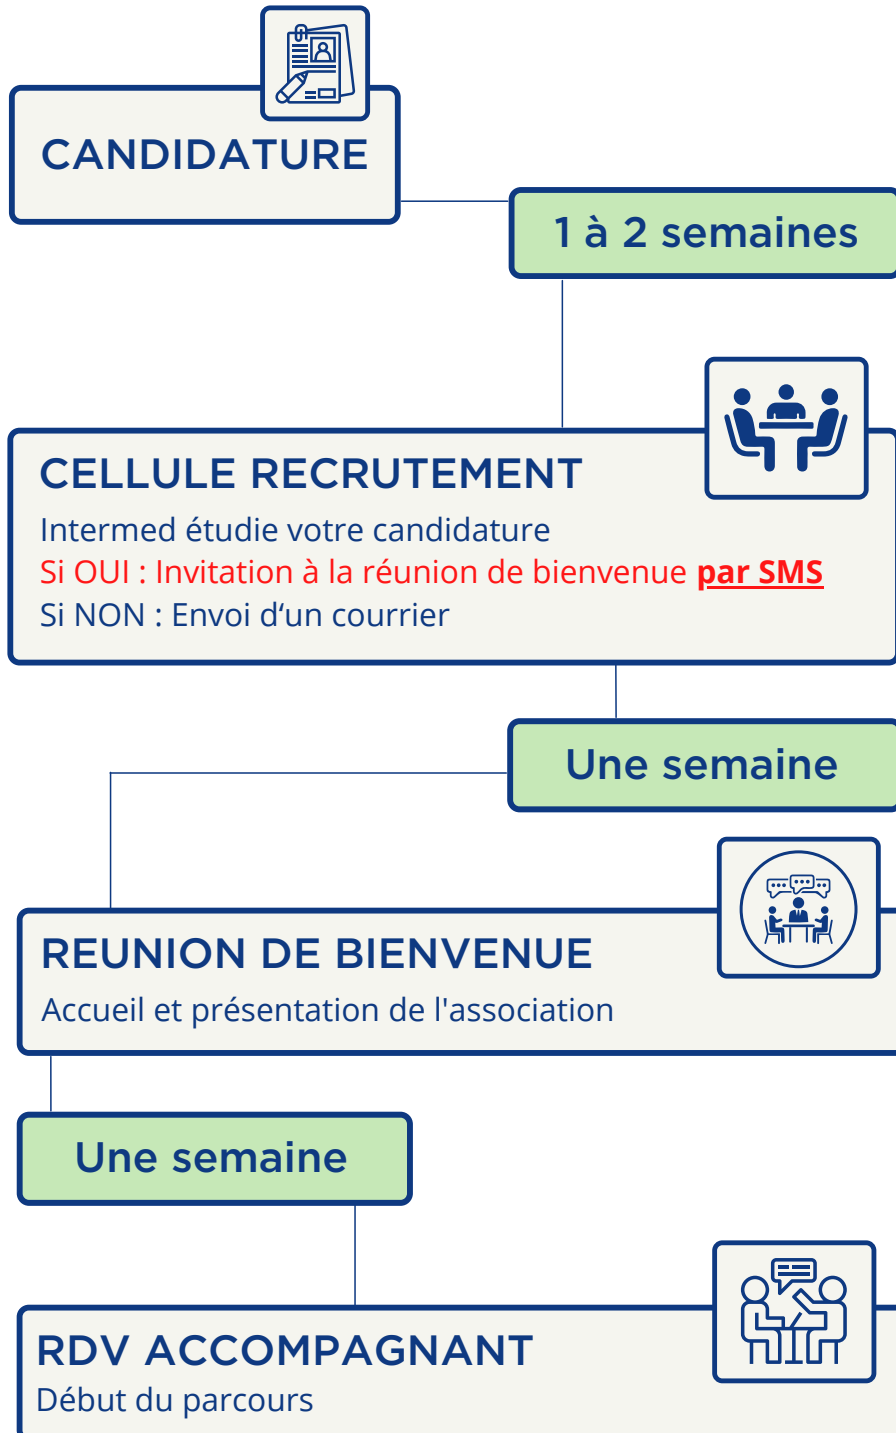 CANDIDATURE
1 à 2 semaines
CELLULE RECRUTEMENT
Intermed étudie votre candidature
Si OUI : Invitation à la réunion de bienvenue par SMS
Si NON : Envoi d‘un courrier
Une semaine
REUNION DE BIENVENUE
Accueil et présentation de l'association
Une semaine
RDV ACCOMPAGNANT
Début du parcours